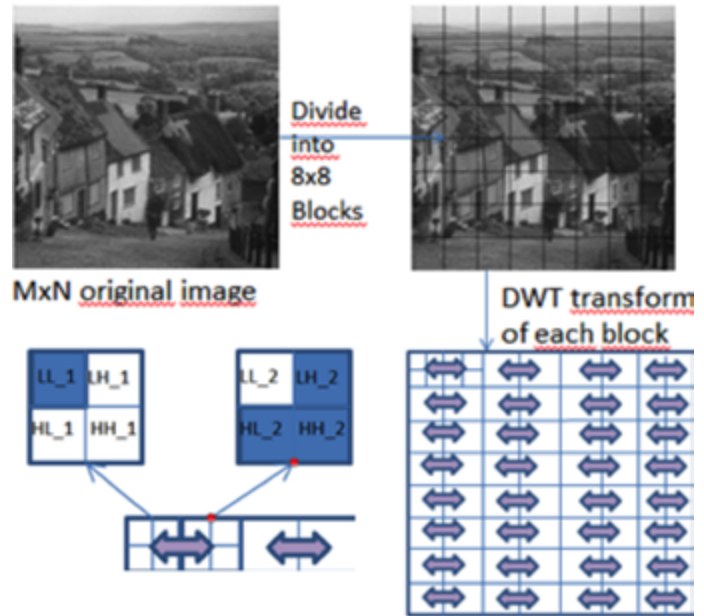 Divide
into
8x8
Blocks
MxN original image
DWT transform
of each block
LL_1 LH_1
HL_1 HH_1
LL_2 LH_2
HL_2 HH_2